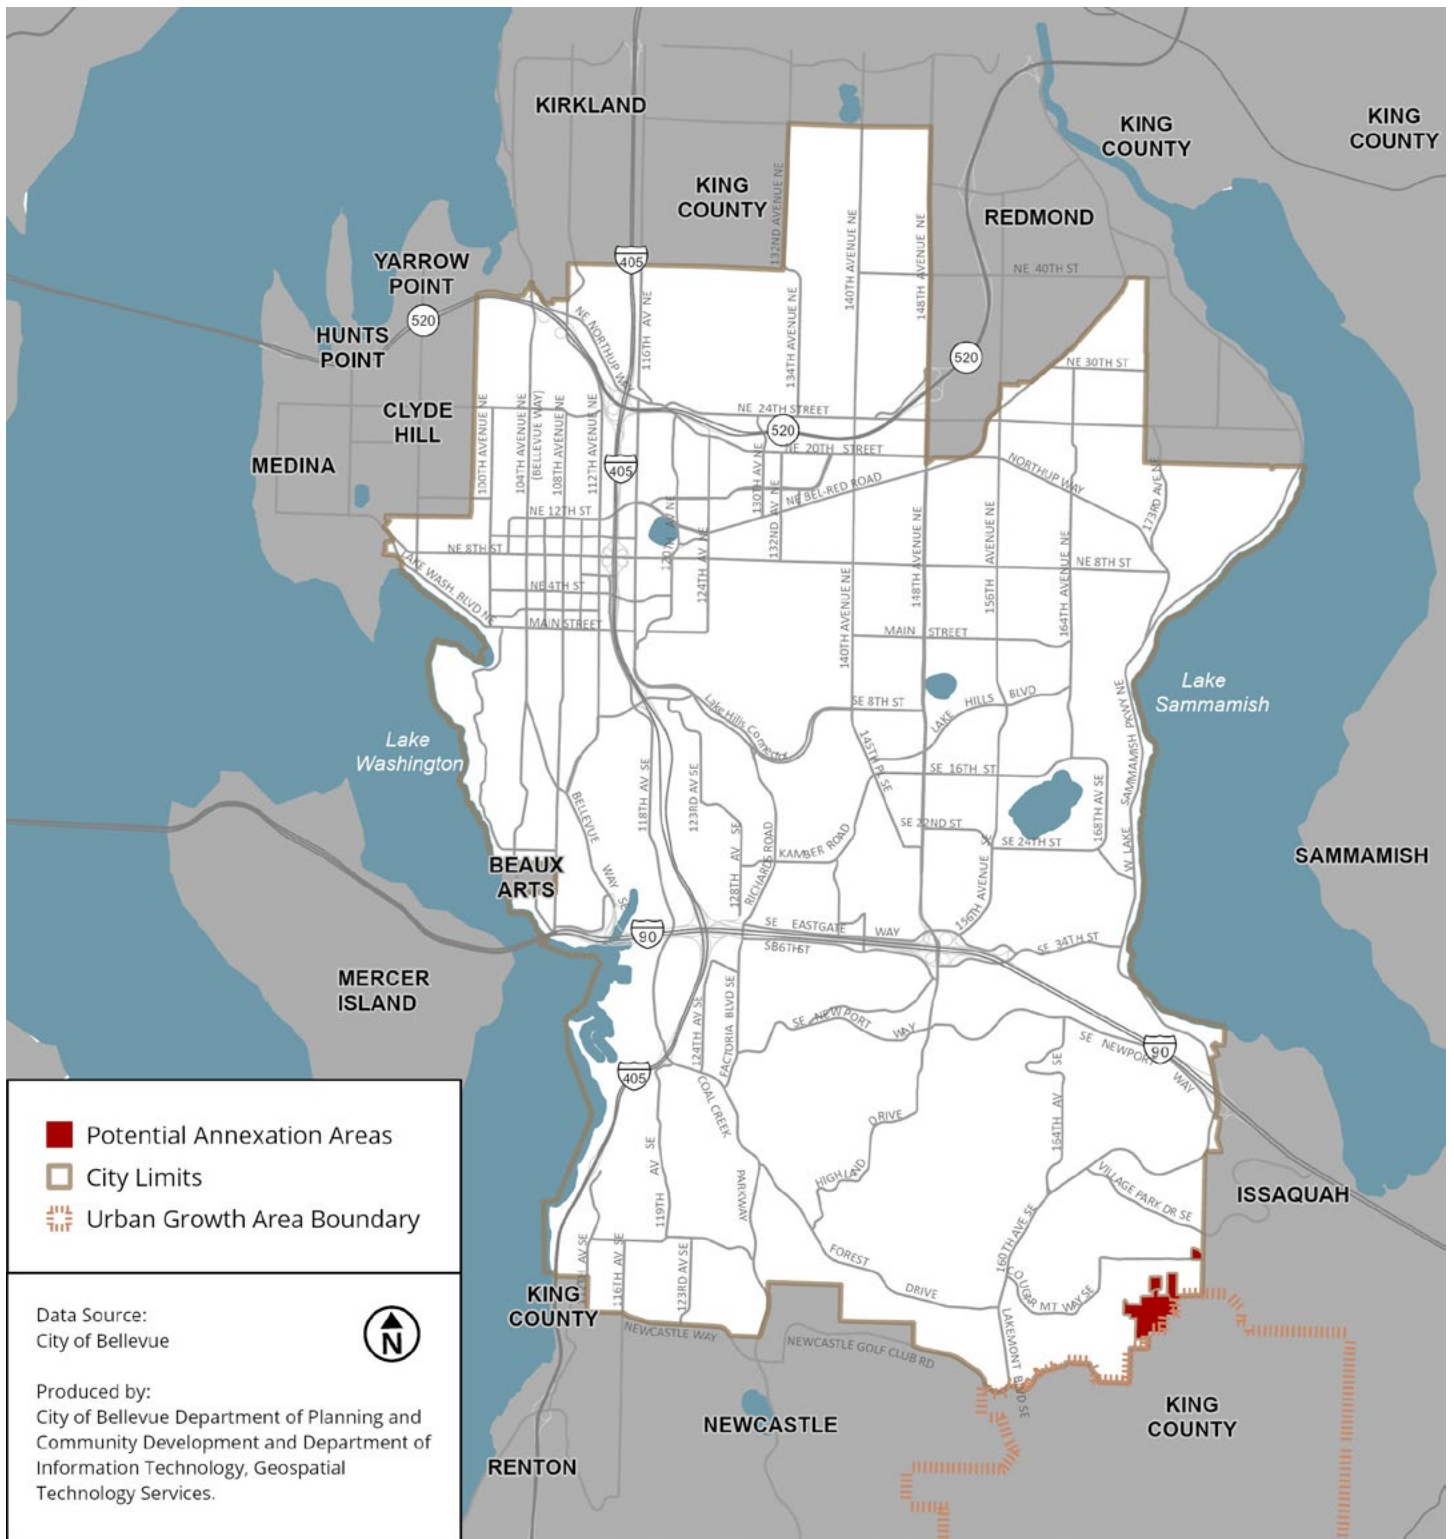 KIRKLAND
KING
COUNTY
KING
COUNTY
KING
COUNTY
132ND AVENUE NE
REDMOND
YARROW
POINT
405
520
HUNTS
POINT
NE 40TH ST
140TH AVENUE NE
148TH AVENUE NE
NE NORTHUP WAY
116TH AV NE
134TH AVENUE NE
520
NE 30TH ST
CLYDE
HILL
MEDINA
100TH AVENUE NE
104TH AVENUE NE
(BELLEVUE WAY)
108TH AVENUE NE
112TH AVENUE NE
405
NE 24TH STREET
520
NE 20TH STREET
130TH AV NE
132ND AV NE
NE BEL-RED ROAD
NORTHUP WAY
173RD AVE NE
NE 12TH ST
120TH AV NE
124TH AV NE
NE 8TH ST
NE 8TH ST
LAKE WASH. BLVD NE
NE 4TH ST
MAIN STREET
140TH AVENUE NE
148TH AVENUE NE
156TH AVENUE NE
164TH AVENUE NE
MAIN STREET
Lake
Sammamish
Lake
Washington
Lake Hills Connector
SE 8TH ST
LAKE HILLS BLVD
145TH PL SE
SE 16TH ST
W LAKE SAMMAMISH PKWY NE
BELLEVUE WAY SE
118TH AV SE
123RD AV SE
128TH AV SE
RICHARDS ROAD
KAMBER ROAD
SE 22ND ST
SE 24TH ST
168TH AV SE
156TH AVENUE SE
BEAUX
ARTS
SAMMAMISH
90
SE EASTGATE WAY
SE 34TH ST
MERCER
ISLAND
124TH AV SE
FACTORIA BLVD SE
SE NEWPORT WAY
SE NEWPORT WAY
90
405
COAL CREEK PARKWAY
HIGHLAND DRIVE
164TH AV SE
119TH AV SE
VILLAGE PARK DR SE
ISSAQUAH
160TH AVE SE
FOREST DRIVE
COUGAR MT WAY SE
116TH AV SE
123RD AV SE
KING
COUNTY
NEWCASTLE WAY
NEWCASTLE GOLF CLUB RD
LAKEMONT BLVD SE
KING
COUNTY
NEWCASTLE
RENTON
Potential Annexation Areas
City Limits
Urban Growth Area Boundary
Data Source:
City of Bellevue
N
Produced by:
City of Bellevue Department of Planning and
Community Development and Department of
Information Technology, Geospatial
Technology Services.